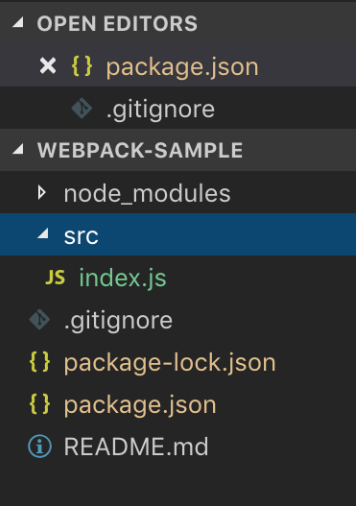 OPEN EDITORS
{} package.json
.gitignore
WEBPACK-SAMPLE
node_modules
src
JS index.js
.gitignore
{} package-lock.json
{} package.json
README.md